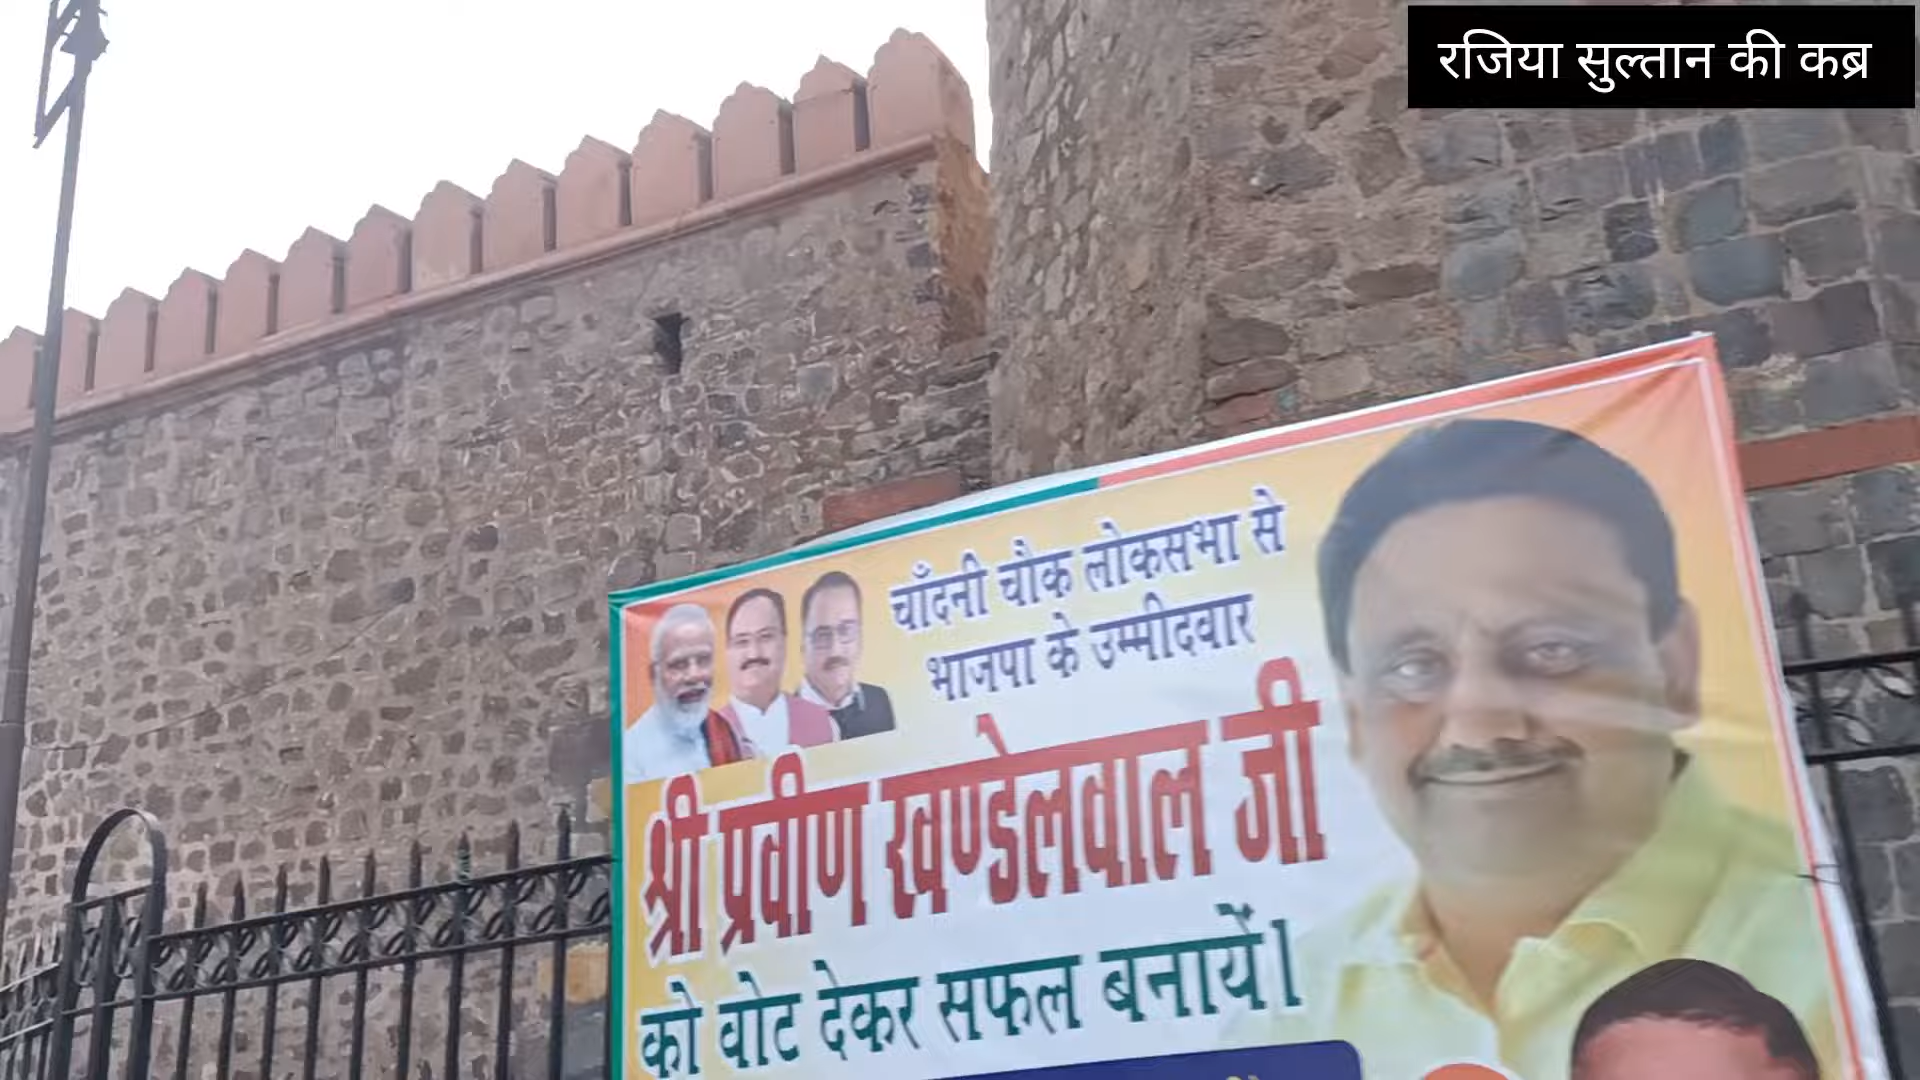 रजिया सुल्तान की कब्र
चाँदनी चौक लोकसभा से
भाजपा के उम्मीदवार
श्री प्रवीण खण्डेलवाल जी
को वोट देकर सफल बनायें।